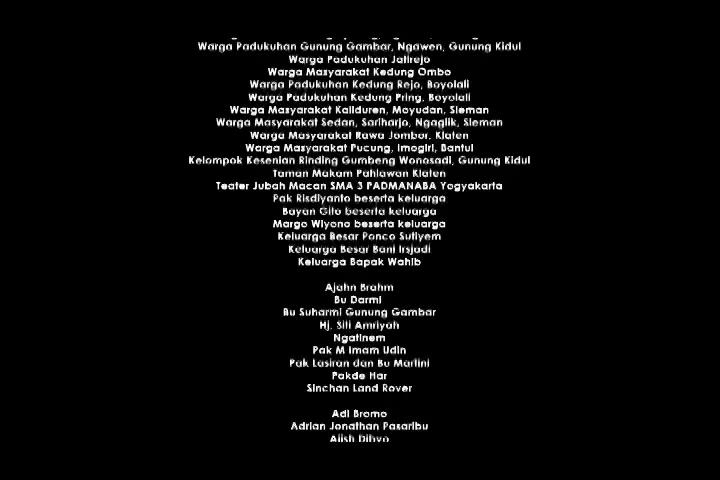 Warga Padukuhan Gunung Gambar, Ngawen, Gunung Kidul
Warga Padukuhan Jatirejo
Warga Masyarakat Kedung Ombo
Warga Padukuhan Kedung Rejo, Boyolali
Warga Padukuhan Kedung Pring, Boyolali
Warga Masyarakat Kaliduren, Moyudan, Sleman
Warga Masyarakat Sedan, Sariharjo, Ngaglik, Sleman
Warga Masyarakat Rawa Jombor, Klaten
Warga Masyarakat Pucung, Imogiri, Bantul
Kelompok Kesenian Rinding Gumbeng Wonosadi, Gunung Kidul
Taman Makam Pahlawan Klaten
Teater Jubah Macan SMA 3 PADMANABA Yogyakarta
Pak Risdiyanto beserta keluarga
Bayan Gito beserta keluarga
Margo Wiyono beserta keluarga
Keluarga Besar Ponco Sutiyem
Keluarga Besar Bani Irsjadi
Keluarga Bapak Wahib
Ajahn Brahm
Bu Darmi
Bu Suharmi Gunung Gambar
Hj. Siti Amriyah
Ngatinem
Pak M Imam Udin
Pak Lasiran dan Bu Martini
Pakde Har
Sinchan Land Rover
Adi Bromo
Adrian Jonathan Pasaribu